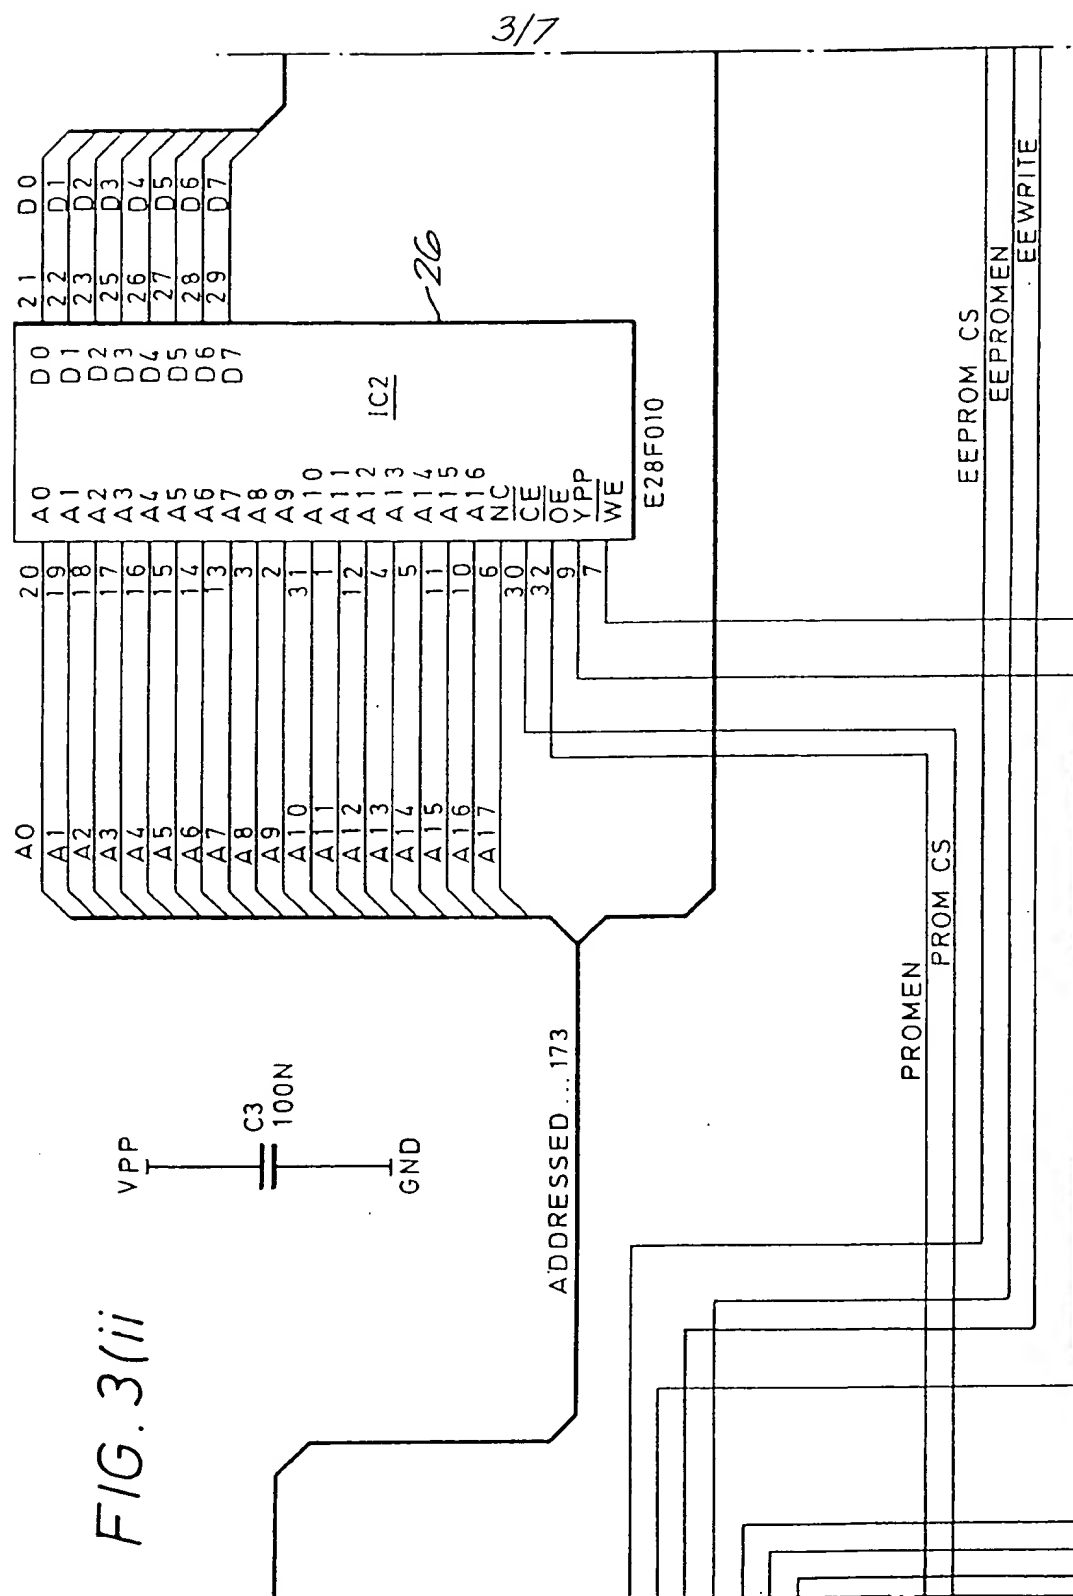 3/7
FIG. 3(ii
VPP
C3
100N
GND
ADDRESSED ... 173
A0
A1
A2
A3
A4
A5
A6
A7
A8
A9
A10
A11
A12
A13
A14
A15
A16
A17
20
19
18
17
16
15
14
13
3
2
31
1
12
4
5
11
10
6
30
32
9
7
A0
A1
A2
A3
A4
A5
A6
A7
A8
A9
A10
A11
A12
A13
A14
A15
A16
NC
CE
OE
YPP
WE
IC2
E28F010
D0
D1
D2
D3
D4
D5
D6
D7
21
22
23
25
26
27
28
29
D0
D1
D2
D3
D4
D5
D6
D7
26
PROMEN
PROM CS
EEPROM CS
EEPROMEN
EEWRITE